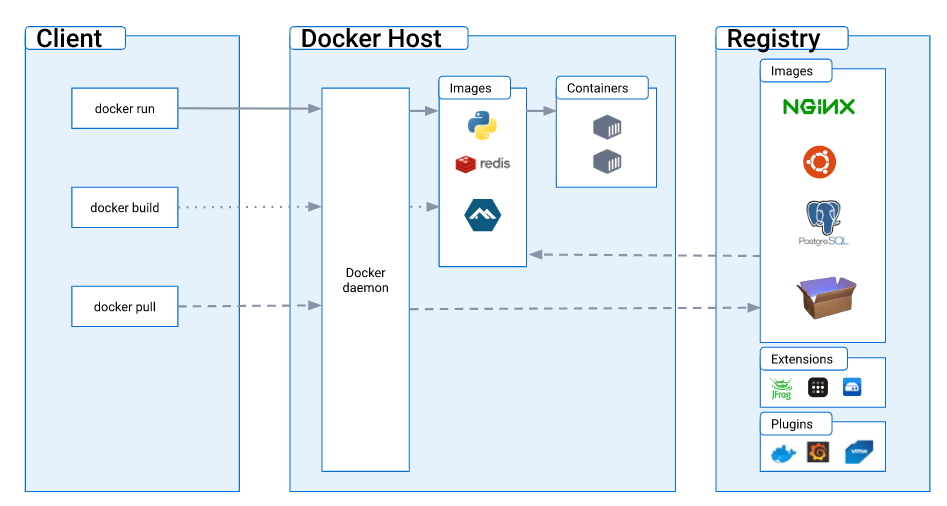 Client
docker run
docker build
docker pull
Docker Host
Docker
daemon
Images
redis
Containers
Registry
Images
NGINX
PostgreSQL
Extensions
JFrog
Plugins
vmw